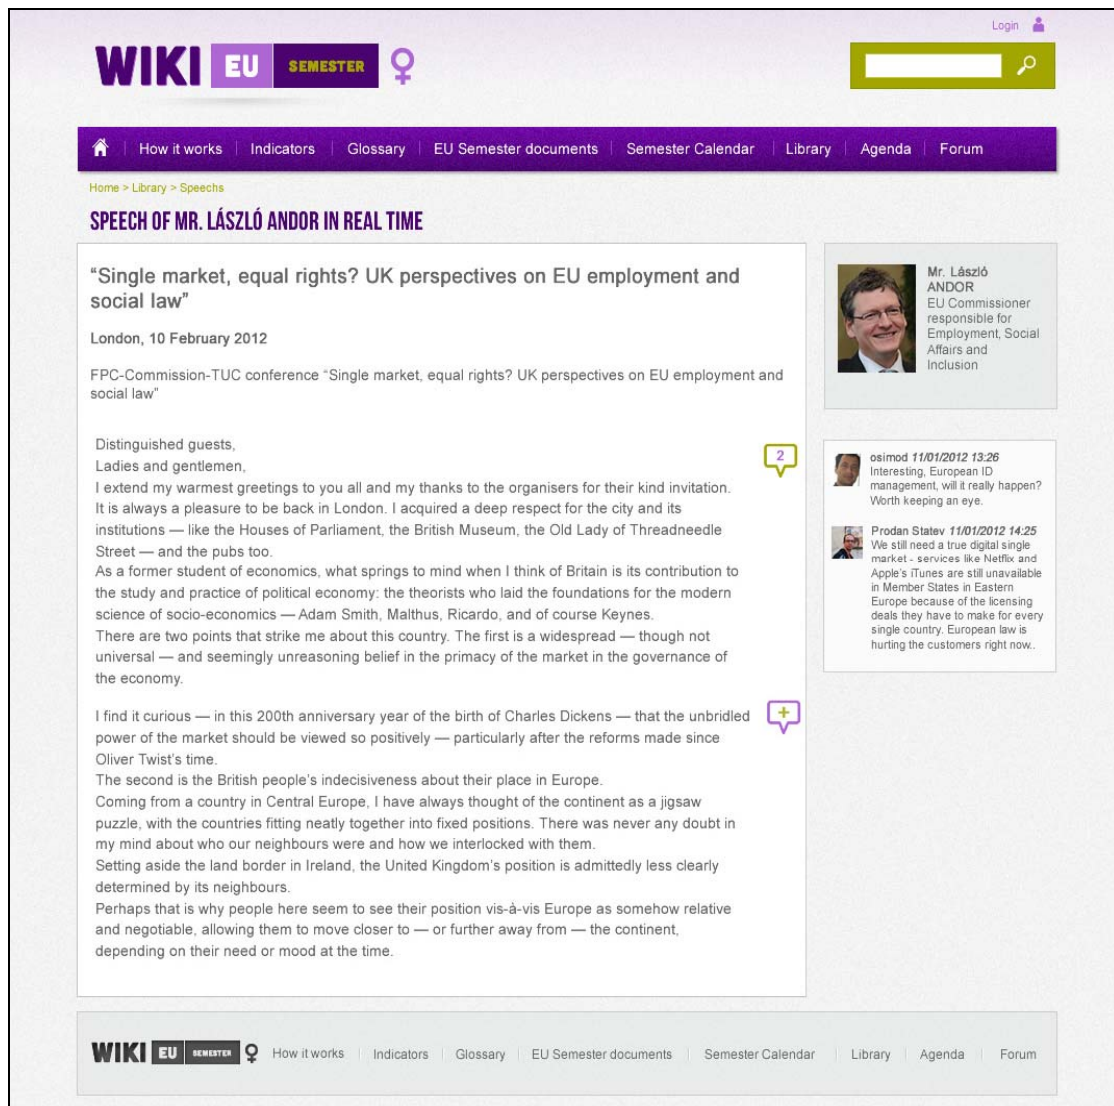 Login
WIKI EU SEMESTER
How it works Indicators Glossary EU Semester documents Semester Calendar Library Agenda Forum
Home > Library > Speechs
SPEECH OF MR. LÁSZLÓ ANDOR IN REAL TIME
“Single market, equal rights? UK perspectives on EU employment and
social law”
London, 10 February 2012
FPC-Commission-TUC conference “Single market, equal rights? UK perspectives on EU employment and
social law”
Distinguished guests,
Ladies and gentlemen,
I extend my warmest greetings to you all and my thanks to the organisers for their kind invitation.
It is always a pleasure to be back in London. I acquired a deep respect for the city and its
institutions — like the Houses of Parliament, the British Museum, the Old Lady of Threadneedle
Street — and the pubs too.
As a former student of economics, what springs to mind when I think of Britain is its contribution to
the study and practice of political economy: the theorists who laid the foundations for the modern
science of socio-economics — Adam Smith, Malthus, Ricardo, and of course Keynes.
There are two points that strike me about this country. The first is a widespread — though not
universal — and seemingly unreasoning belief in the primacy of the market in the governance of
the economy.
2
I find it curious — in this 200th anniversary year of the birth of Charles Dickens — that the unbridled
power of the market should be viewed so positively — particularly after the reforms made since
Oliver Twist’s time.
The second is the British people’s indecisiveness about their place in Europe.
Coming from a country in Central Europe, I have always thought of the continent as a jigsaw
puzzle, with the countries fitting neatly together into fixed positions. There was never any doubt in
my mind about who our neighbours were and how we interlocked with them.
Setting aside the land border in Ireland, the United Kingdom’s position is admittedly less clearly
determined by its neighbours.
Perhaps that is why people here seem to see their position vis-à-vis Europe as somehow relative
and negotiable, allowing them to move closer to — or further away from — the continent,
depending on their need or mood at the time.
+
Mr. László
ANDOR
EU Commissioner
responsible for
Employment, Social
Affairs and
Inclusion
osimod 11/01/2012 13:26
Interesting, European ID
management, will it really happen?
Worth keeping an eye.
Prodan Statev 11/01/2012 14:25
We still need a true digital single
market - services like Netflix and
Apple’s iTunes are still unavailable
in Member States in Eastern
Europe because of the licensing
deals they have to make for every
single country. European law is
hurting the customers right now..
WIKI EU SEMESTER How it works Indicators Glossary EU Semester documents Semester Calendar Library Agenda Forum